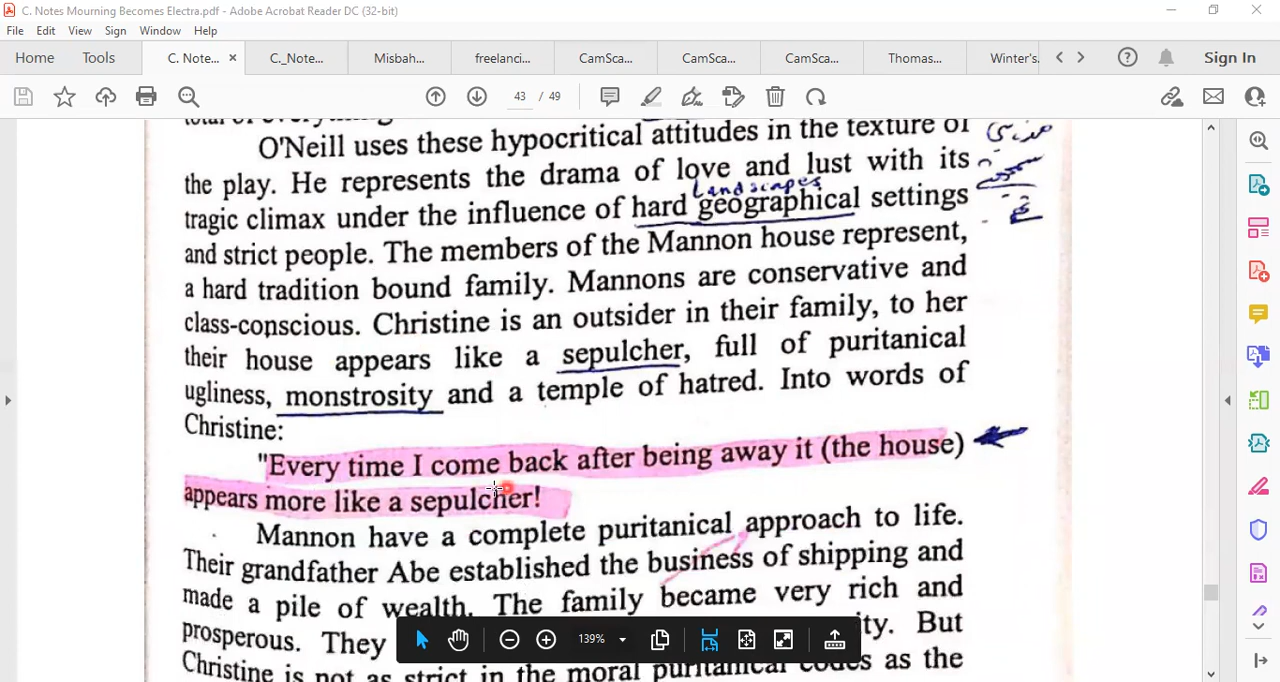 C. Notes Mourning Becomes Electra.pdf - Adobe Acrobat Reader DC (32-bit)
File Edit View Sign Window Help
Home Tools C. Note... × C._Note... Misbah... freelanci... CamSca... CamSca... CamSca... Thomas... Winter's. Sign In
43 / 49
total of everything
O'Neill uses these hypocritical attitudes in the texture of
the play. He represents the drama of love and lust with its
Landscapes
tragic climax under the influence of hard geographical settings
and strict people. The members of the Mannon house represent,
a hard tradition bound family. Mannons are conservative and
class-conscious. Christine is an outsider in their family, to her
their house appears like a sepulcher, full of puritanical
ugliness, monstrosity and a temple of hatred. Into words of
Christine:
"Every time I come back after being away it (the house)
appears more like a sepulcher!
Mannon have a complete puritanical approach to life.
Their grandfather Abe established the business of shipping and
made a pile of wealth. The family became very rich and
prosperous. They ity. But
Christine is not as strict in the moral puritanical codes as the
139%